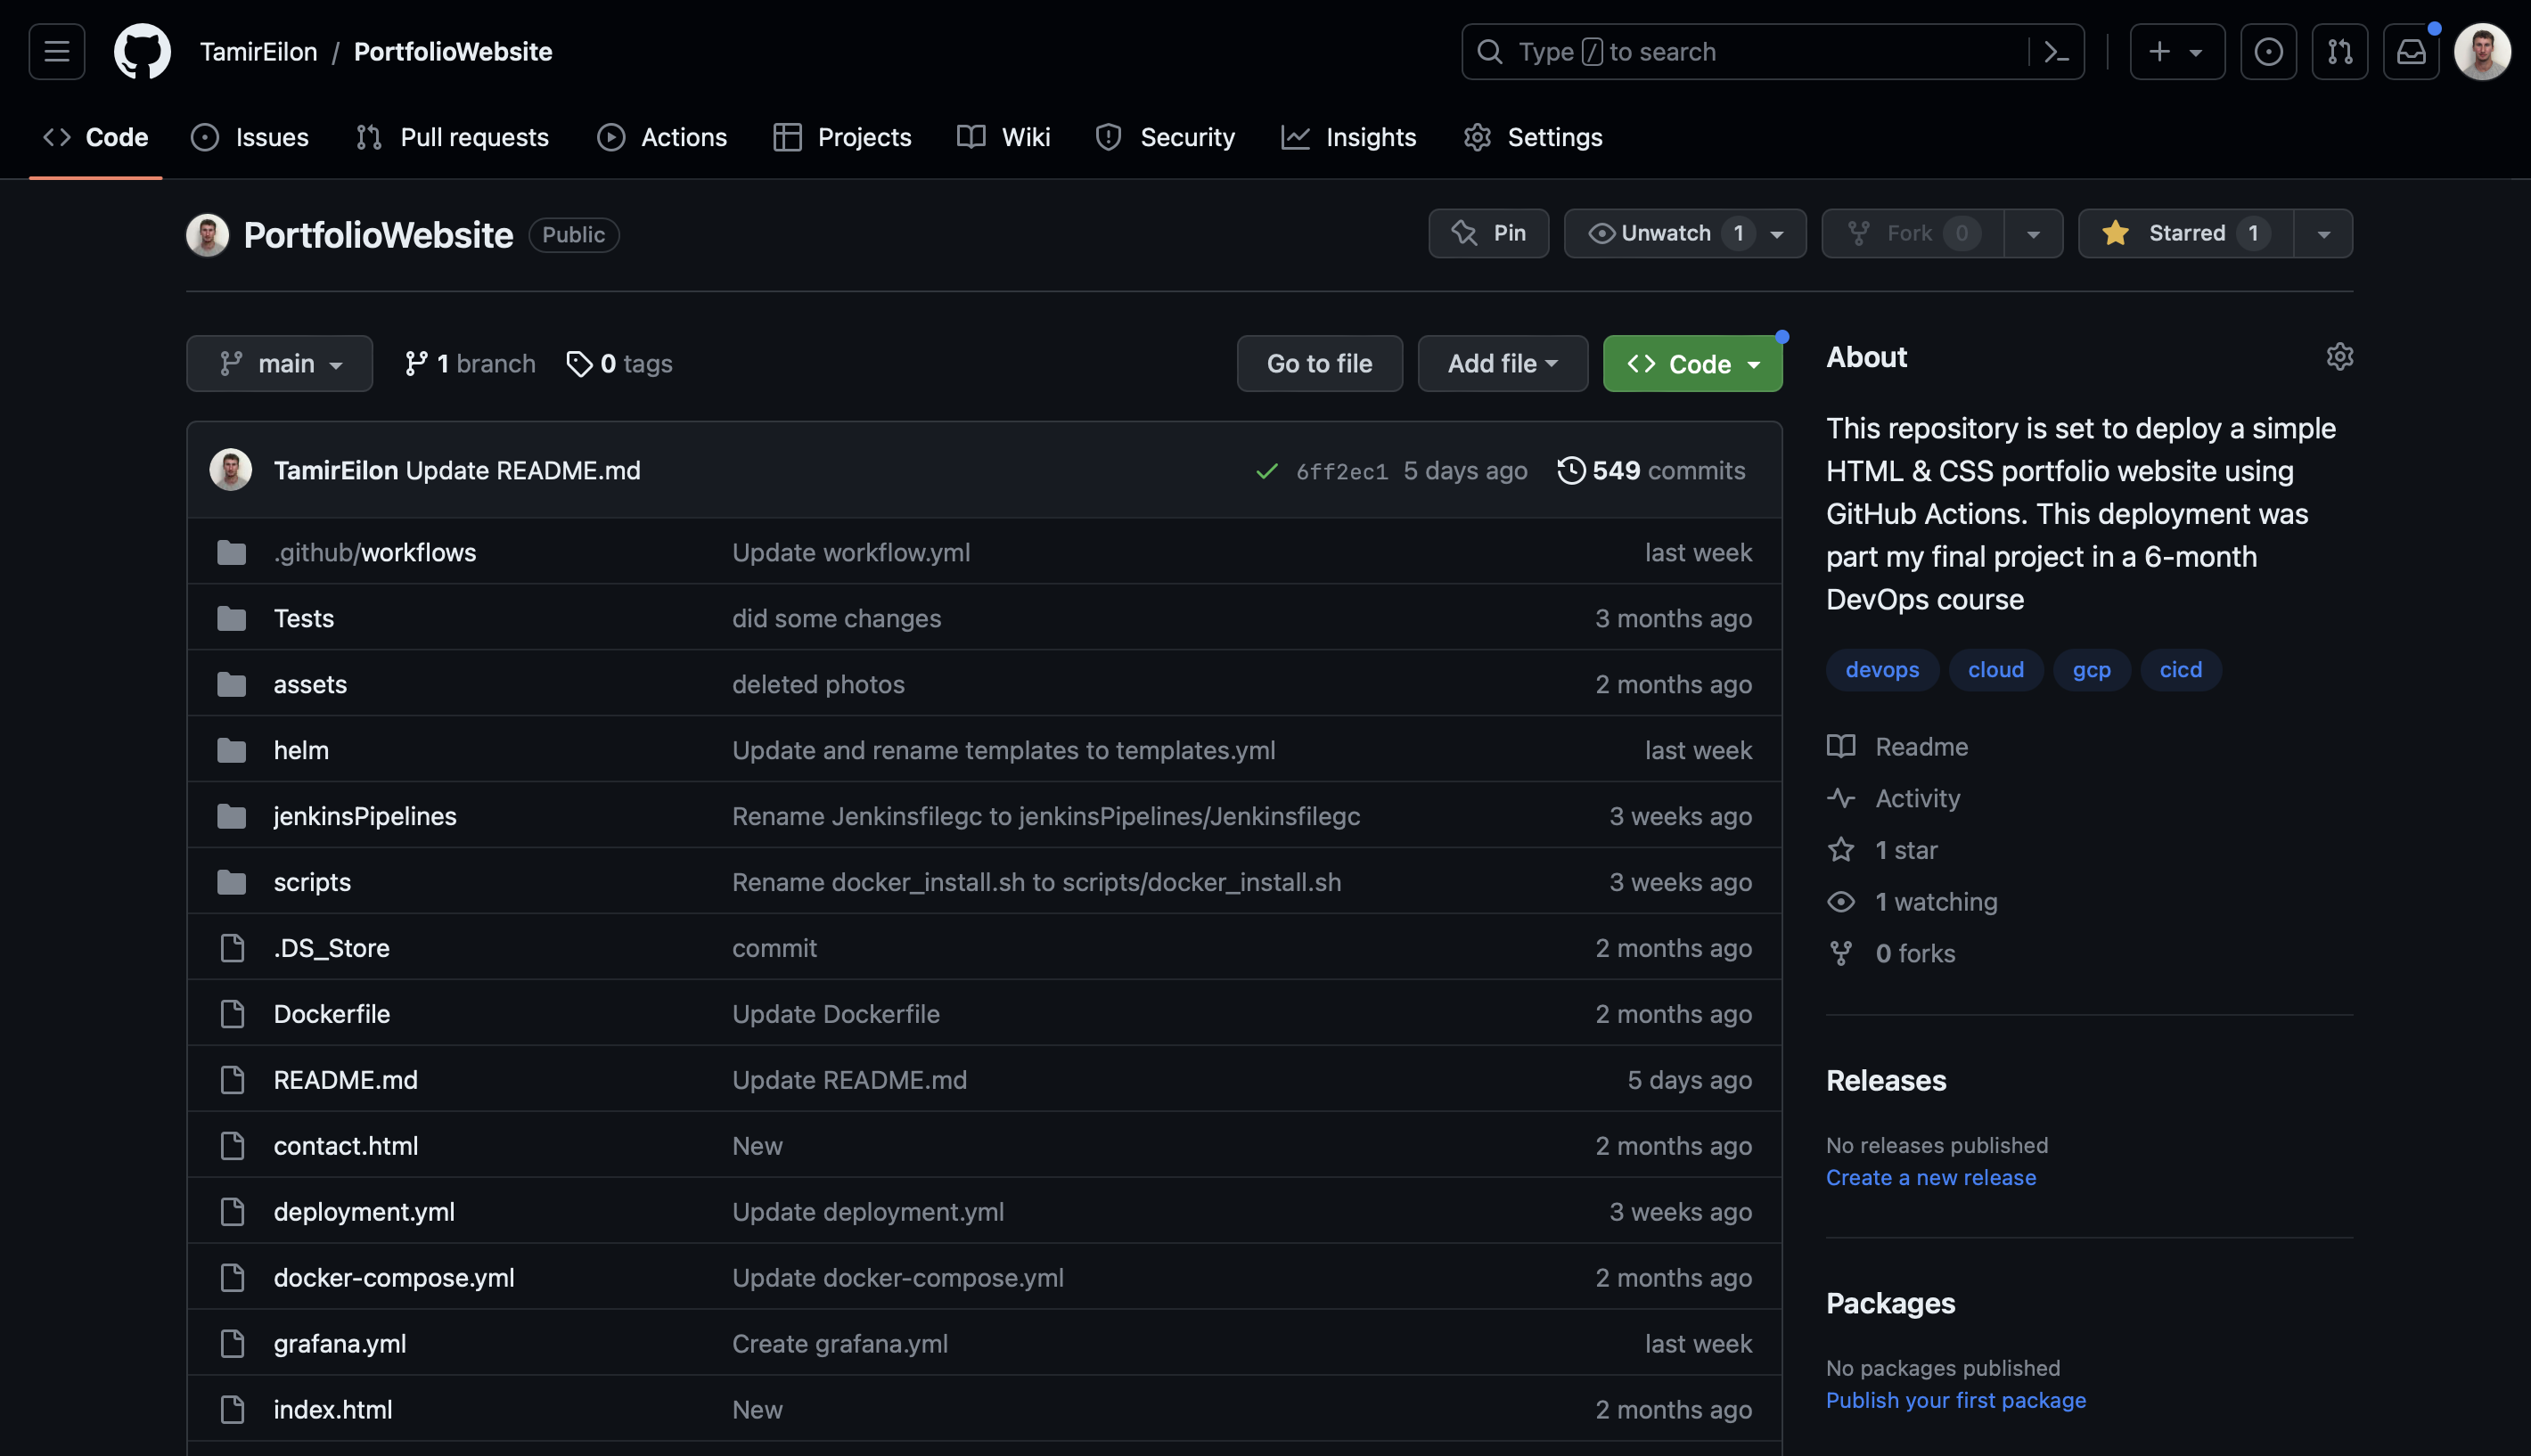 TamirEilon / PortfolioWebsite
Type / to search
Code Issues Pull requests Actions Projects Wiki Security Insights Settings
PortfolioWebsite Public
Pin Unwatch 1 Fork 0 Starred 1
main 1 branch 0 tags
Go to file Add file Code
TamirEilon Update README.md 6ff2ec1 5 days ago 549 commits
.github/workflows Update workflow.yml last week
Tests did some changes 3 months ago
assets deleted photos 2 months ago
helm Update and rename templates to templates.yml last week
jenkinsPipelines Rename Jenkinsfilegc to jenkinsPipelines/Jenkinsfilegc 3 weeks ago
scripts Rename docker_install.sh to scripts/docker_install.sh 3 weeks ago
.DS_Store commit 2 months ago
Dockerfile Update Dockerfile 2 months ago
README.md Update README.md 5 days ago
contact.html New 2 months ago
deployment.yml Update deployment.yml 3 weeks ago
docker-compose.yml Update docker-compose.yml 2 months ago
grafana.yml Create grafana.yml last week
index.html New 2 months ago
About
This repository is set to deploy a simple
HTML & CSS portfolio website using
GitHub Actions. This deployment was
part my final project in a 6-month
DevOps course
devops cloud gcp cicd
Readme
Activity
1 star
1 watching
0 forks
Releases
No releases published
Create a new release
Packages
No packages published
Publish your first package